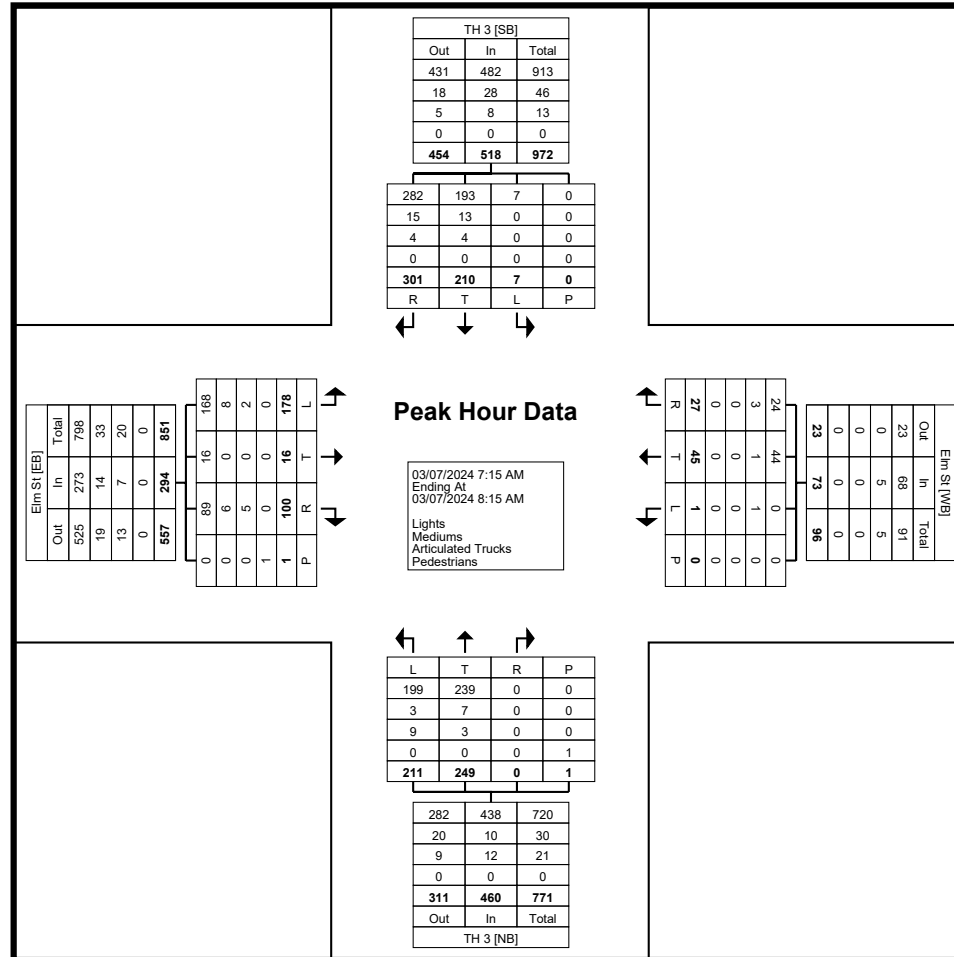 TH 3 [SB]
Out In Total
431 482 913
18 28 46
5 8 13
0 0 0
454 518 972
282 193 7 0
15 13 0 0
4 4 0 0
0 0 0 0
301 210 7 0
R T L P
Elm St [EB]
Out In Total
525 273 798
19 14 33
13 7 20
0 0 0
557 294 851
0 89 16 168
0 6 0 8
0 5 0 2
1 0 0 0
1 100 16 178
P R T L
Peak Hour Data
03/07/2024 7:15 AM
Ending At
03/07/2024 8:15 AM
Lights
Mediums
Articulated Trucks
Pedestrians
Elm St [WB]
Out In Total
23 68 91
0 5 5
0 0 0
0 0 0
23 73 96
24 44 0 0
3 1 1 0
0 0 0 0
0 0 0 0
27 45 1 0
R T L P
L T R P
199 239 0 0
3 7 0 0
9 3 0 0
0 0 0 1
211 249 0 1
282 438 720
20 10 30
9 12 21
0 0 0
311 460 771
Out In Total
TH 3 [NB]